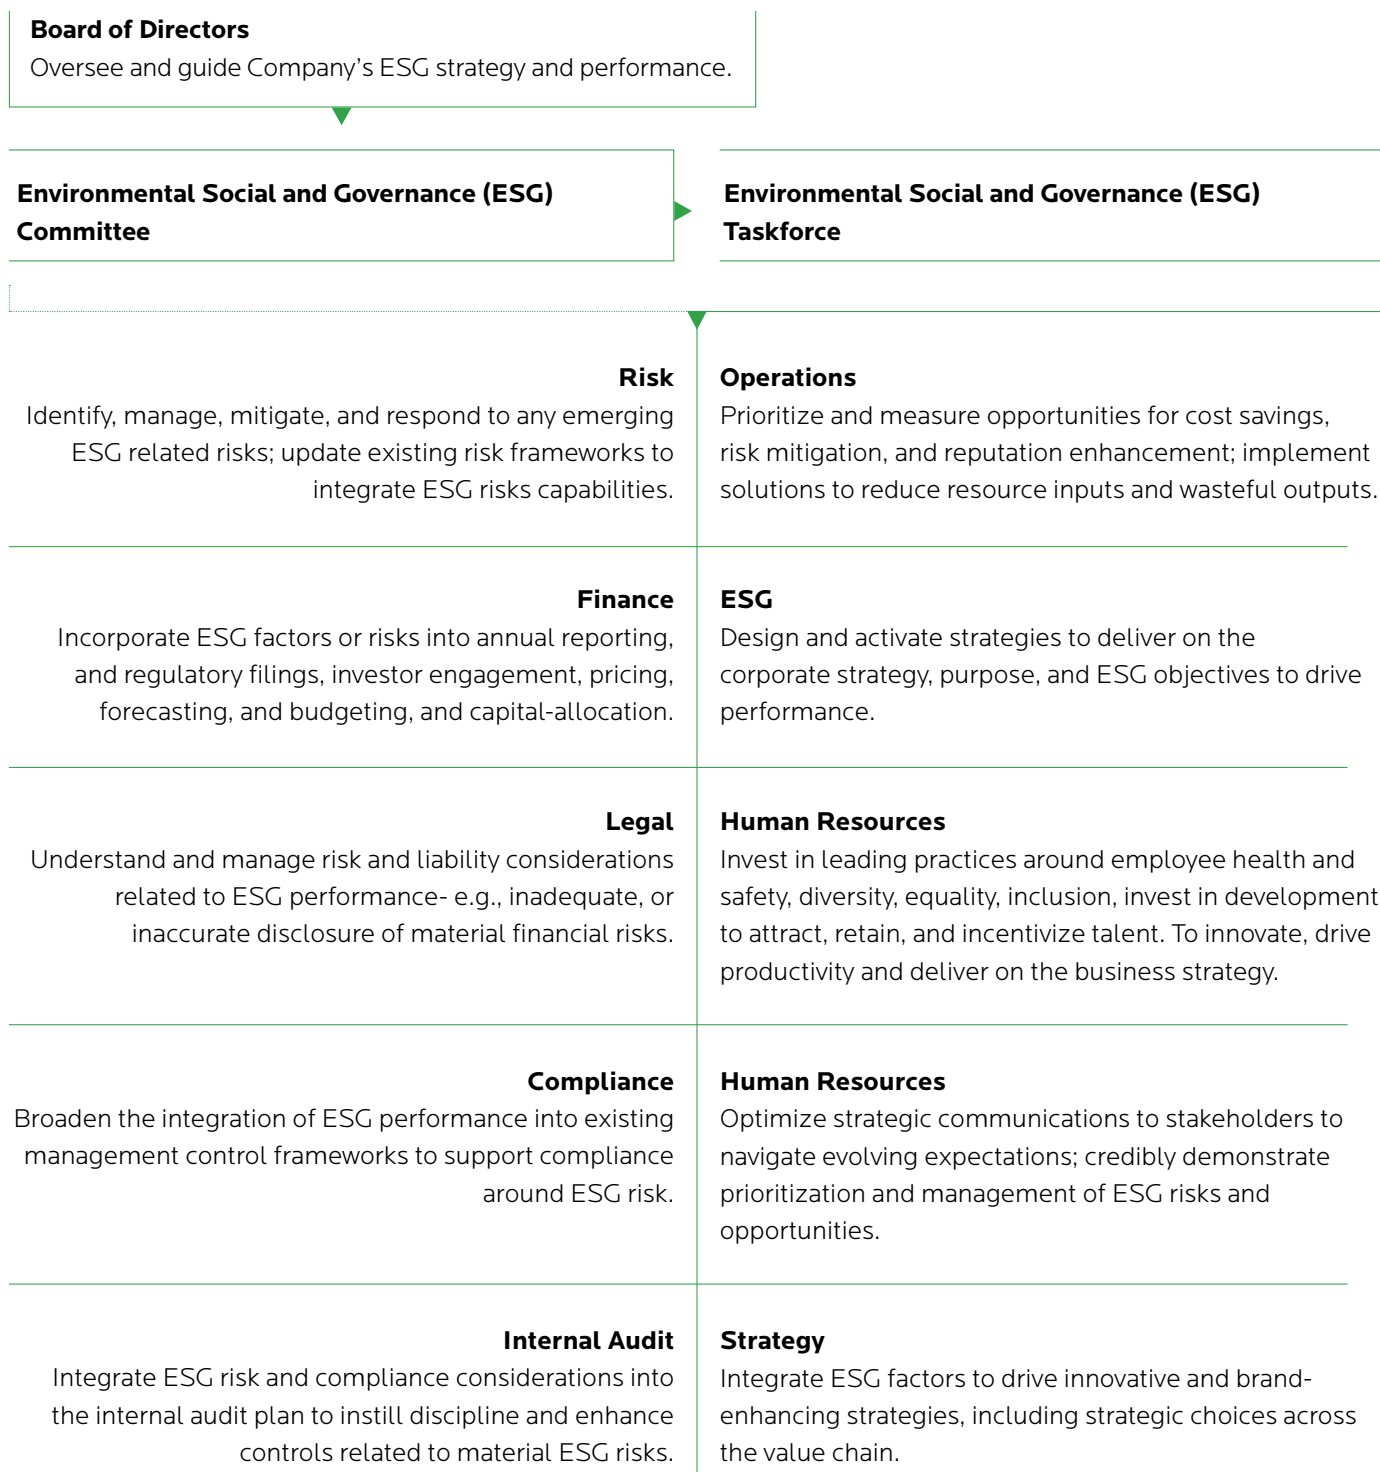 Board of Directors
Oversee and guide Company's ESG strategy and performance.
Environmental Social and Governance (ESG)
Committee
Environmental Social and Governance (ESG)
Taskforce
Risk
Identify, manage, mitigate, and respond to any emerging
ESG related risks; update existing risk frameworks to
integrate ESG risks capabilities.
Operations
Prioritize and measure opportunities for cost savings,
risk mitigation, and reputation enhancement; implement
solutions to reduce resource inputs and wasteful outputs.
Finance
Incorporate ESG factors or risks into annual reporting,
and regulatory filings, investor engagement, pricing,
forecasting, and budgeting, and capital-allocation.
ESG
Design and activate strategies to deliver on the
corporate strategy, purpose, and ESG objectives to drive
performance.
Legal
Understand and manage risk and liability considerations
related to ESG performance- e.g., inadequate, or
inaccurate disclosure of material financial risks.
Human Resources
Invest in leading practices around employee health and
safety, diversity, equality, inclusion, invest in development
to attract, retain, and incentivize talent. To innovate, drive
productivity and deliver on the business strategy.
Compliance
Broaden the integration of ESG performance into existing
management control frameworks to support compliance
around ESG risk.
Human Resources
Optimize strategic communications to stakeholders to
navigate evolving expectations; credibly demonstrate
prioritization and management of ESG risks and
opportunities.
Internal Audit
Integrate ESG risk and compliance considerations into
the internal audit plan to instill discipline and enhance
controls related to material ESG risks.
Strategy
Integrate ESG factors to drive innovative and brand-
enhancing strategies, including strategic choices across
the value chain.